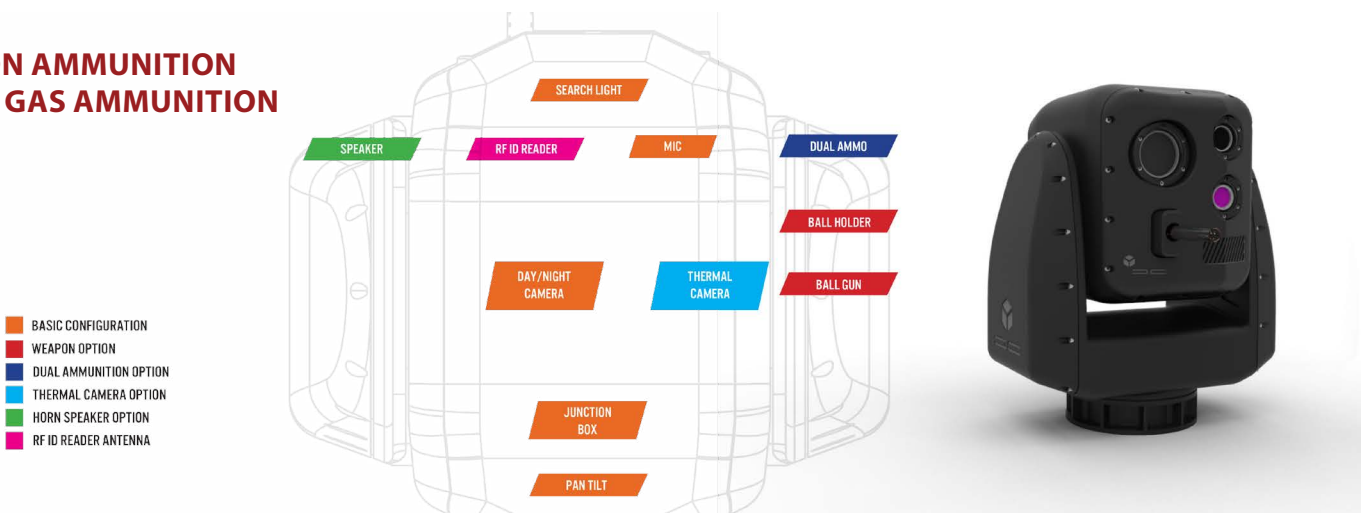 N AMMUNITION
GAS AMMUNITION
SEARCH LIGHT
SPEAKER
RF ID READER
MIC
DUAL AMMO
BALL HOLDER
DAY/NIGHT
CAMERA
THERMAL
CAMERA
BALL GUN
BASIC CONFIGURATION
WEAPON OPTION
DUAL AMMUNITION OPTION
THERMAL CAMERA OPTION
HORN SPEAKER OPTION
RF ID READER ANTENNA
JUNCTION
BOX
PAN TILT